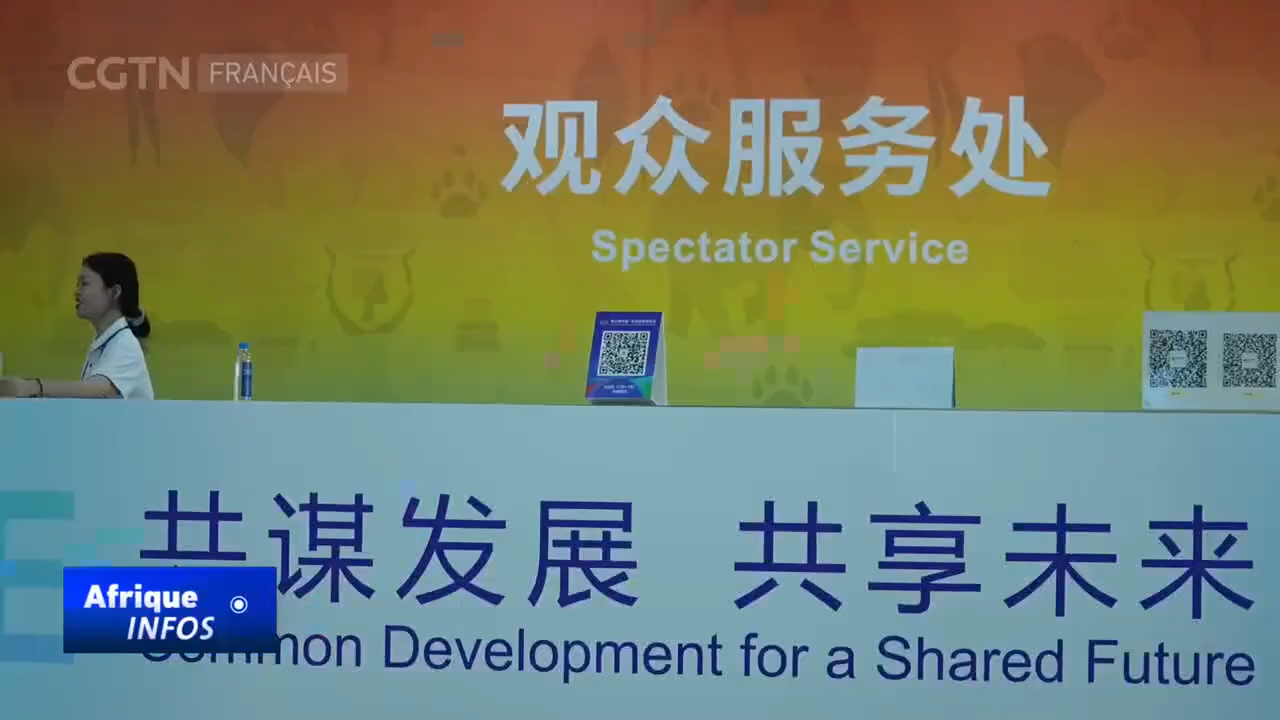 CGTN FRANÇAIS
观众服务处
Spectator Service
共谋发展 共享未来
Common Development for a Shared Future
Afrique
INFOS